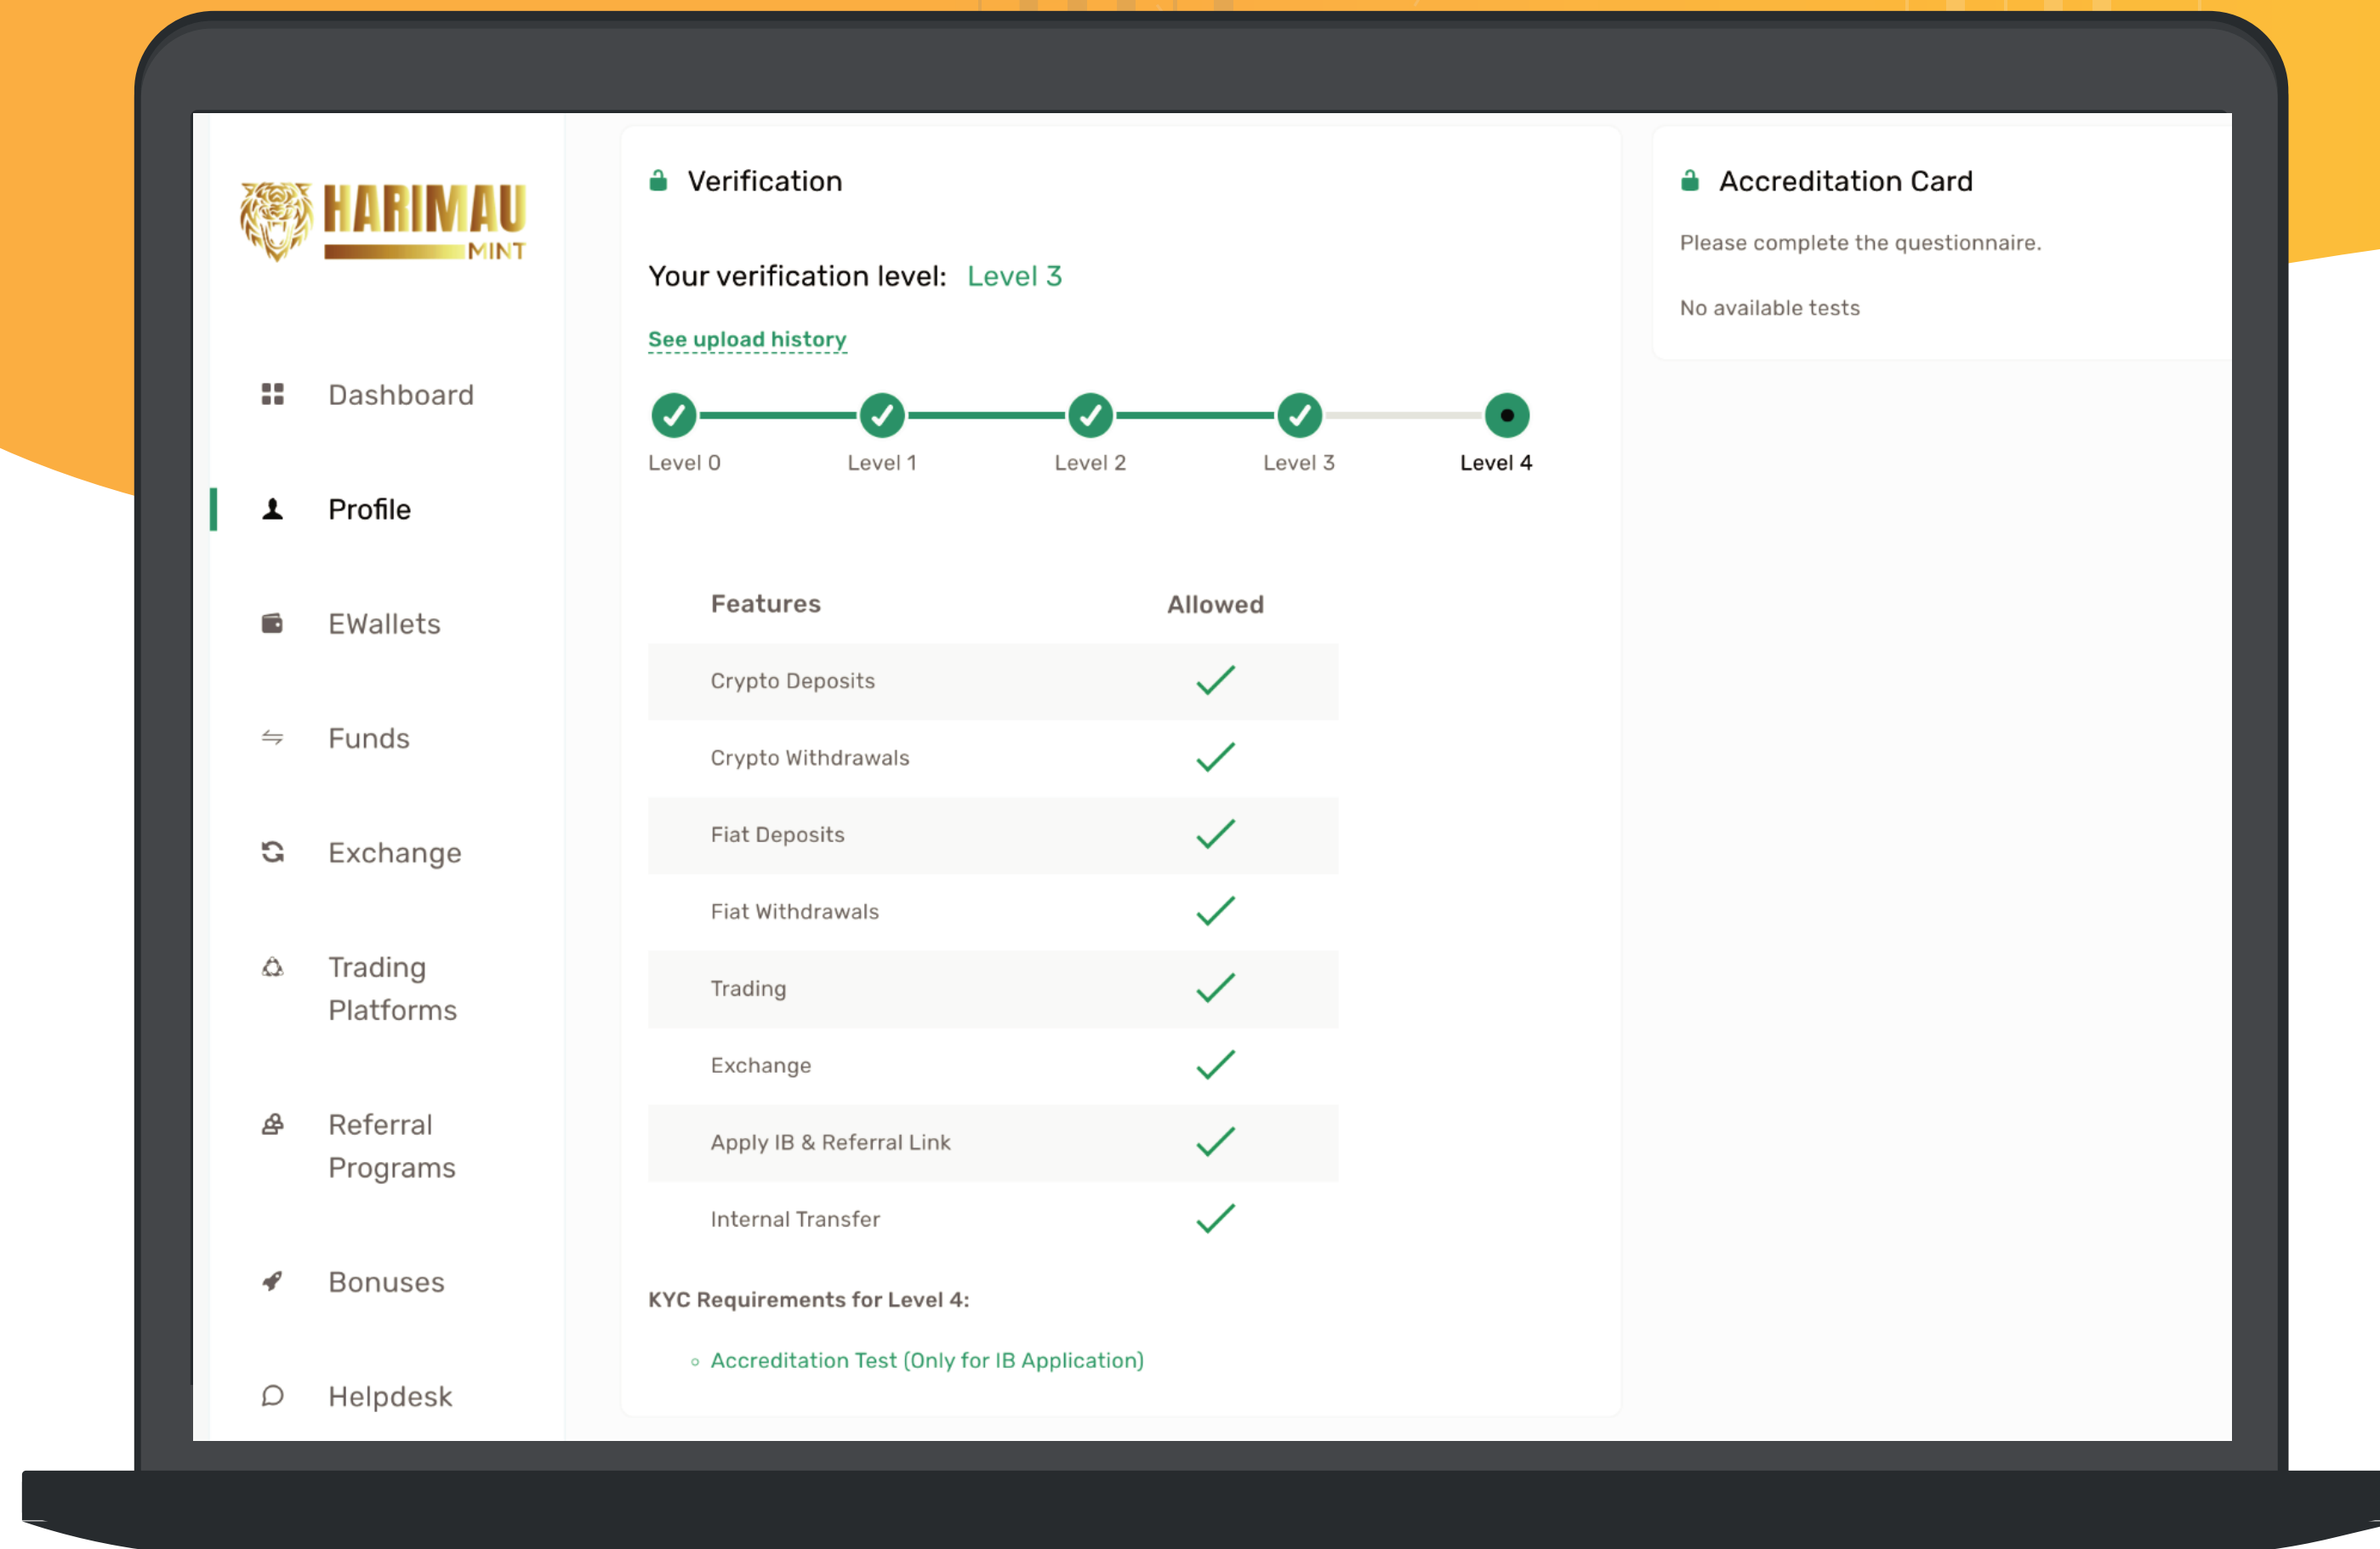 HARIMAU
MINT
Dashboard
Profile
EWallets
Funds
Exchange
Trading
Platforms
Referral
Programs
Bonuses
Helpdesk
Verification
Your verification level: Level 3
See upload history
Level 0 Level 1 Level 2 Level 3 Level 4
Features Allowed
Crypto Deposits
Crypto Withdrawals
Fiat Deposits
Fiat Withdrawals
Trading
Exchange
Apply IB & Referral Link
Internal Transfer
KYC Requirements for Level 4:
Accreditation Test (Only for IB Application)
Accreditation Card
Please complete the questionnaire.
No available tests